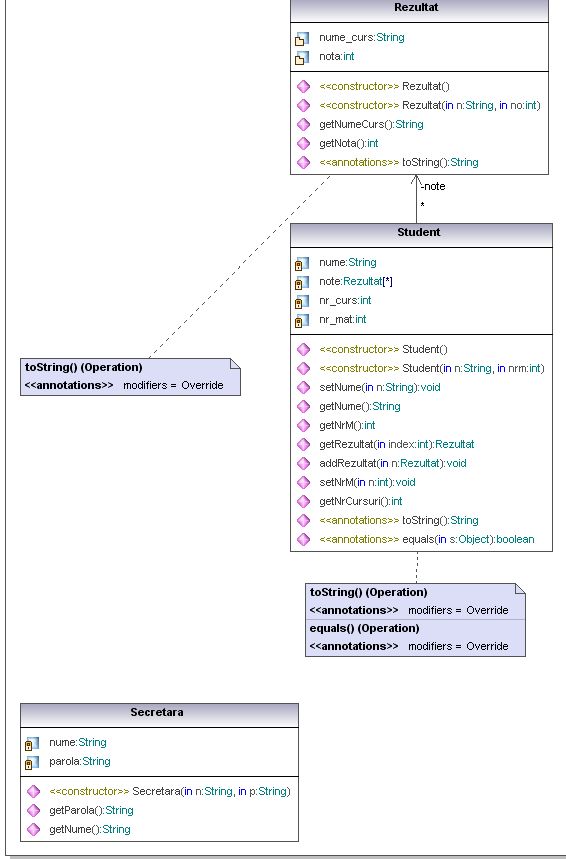 Rezultat
nume_curs:String
nota:int
<<constructor>> Rezultat()
<<constructor>> Rezultat(in n:String, in no:int)
getNumeCurs():String
getNota():int
<<annotations>> toString():String
-note
*
Student
nume:String
note:Rezultat[*]
nr_curs:int
nr_mat:int
<<constructor>> Student()
<<constructor>> Student(in n:String, in nrm:int)
setNume(in n:String):void
getNume():String
getNrM():int
getRezultat(in index:int):Rezultat
addRezultat(in n:Rezultat):void
setNrM(in n:int):void
getNrCursuri():int
<<annotations>> toString():String
<<annotations>> equals(in s:Object):boolean
toString() (Operation)
<<annotations>> modifiers = Override
toString() (Operation)
<<annotations>> modifiers = Override
equals() (Operation)
<<annotations>> modifiers = Override
Secretara
nume:String
parola:String
<<constructor>> Secretara(in n:String, in p:String)
getParola():String
getNume():String